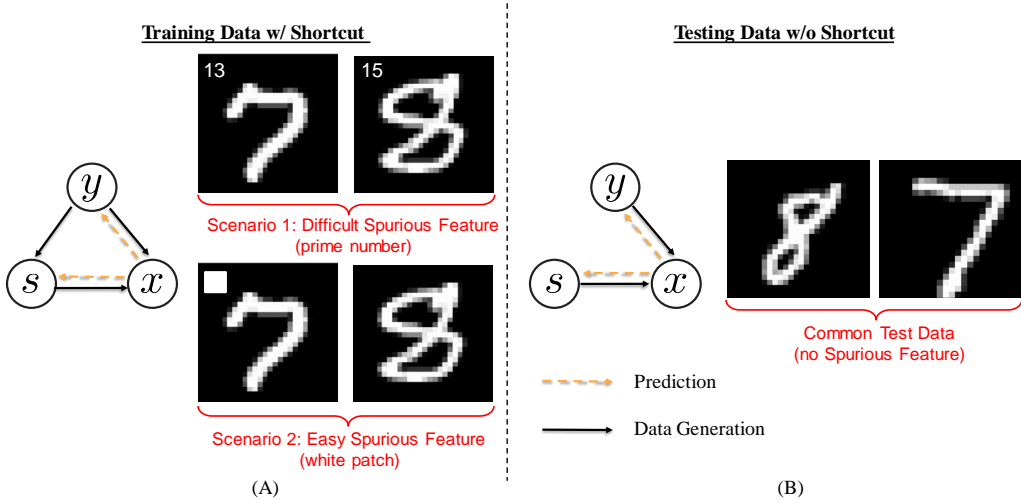 Training Data w/ Shortcut
13
15
y
s
x
Scenario 1: Difficult Spurious Feature
(prime number)
Scenario 2: Easy Spurious Feature
(white patch)
(A)
Testing Data w/o Shortcut
y
s
x
Common Test Data
(no Spurious Feature)
Prediction
Data Generation
(B)